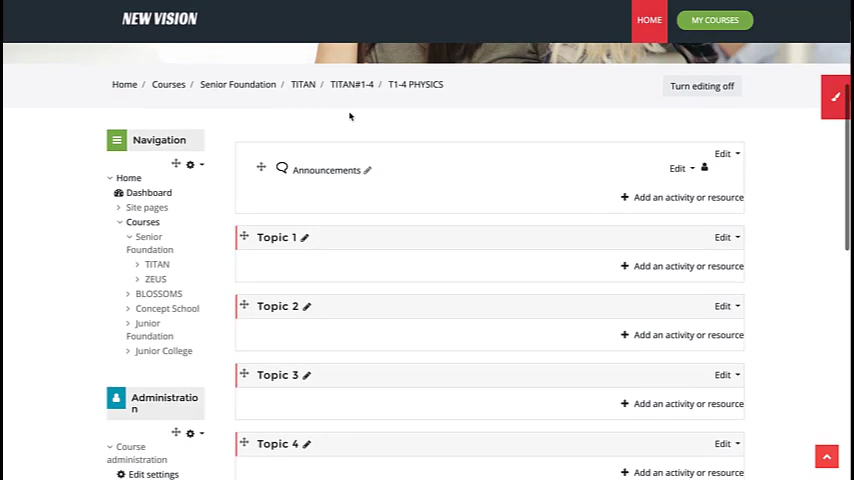 NEW VISION
HOME
MY COURSES
Home / Courses / Senior Foundation / TITAN / TITAN#1-4 / T1-4 PHYSICS
Turn editing off
Navigation
Home
Dashboard
Site pages
Courses
Senior
Foundation
TITAN
ZEUS
BLOSSOMS
Concept School
Junior
Foundation
Junior College
Administratio
n
Course
administration
Edit settings
Edit
Announcements
Edit
+ Add an activity or resource
Topic 1
Edit
+ Add an activity or resource
Topic 2
Edit
+ Add an activity or resource
Topic 3
Edit
+ Add an activity or resource
Topic 4
Edit
+ Add an activity or resource